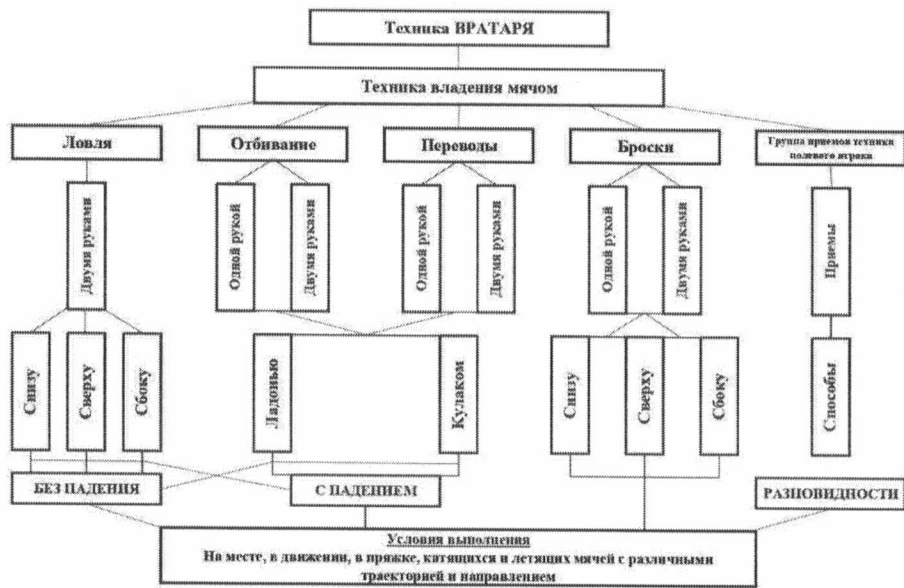 Техника ВРАТАРЯ
Техника владения мячом
Ловля
Отбивание
Переводы
Броски
Группа приемов техники
полевого игрока
Двумя руками
Одной рукой
Двумя руками
Одной рукой
Двумя руками
Одной рукой
Двумя руками
Приемы
Снизу
Сверху
Сбоку
Ладонью
Кулаком
Снизу
Сверху
Сбоку
Способы
БЕЗ ПАДЕНИЯ
С ПАДЕНИЕМ
РАЗНОВИДНОСТИ
Условия выполнения
На месте, в движении, в пряжке, катящихся и летящих мячей с различными
траекторией и направлением